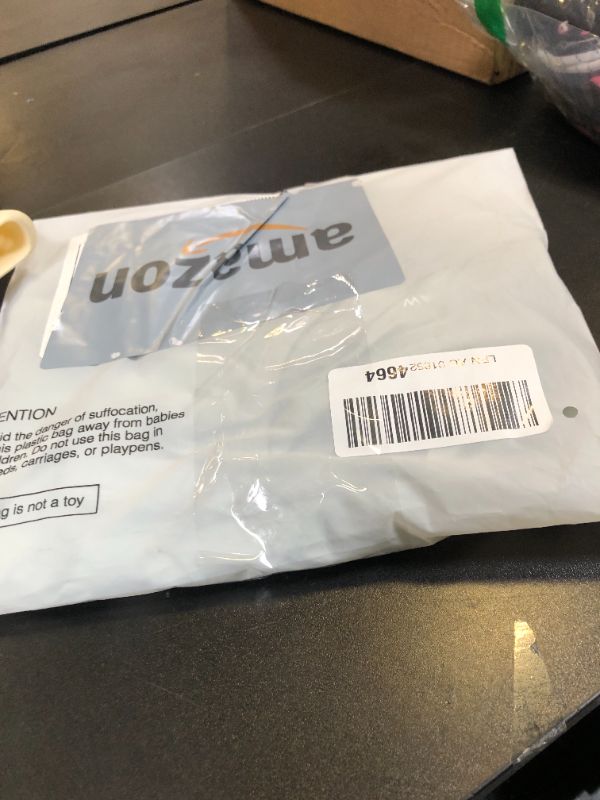 amazon
ENTION
id the danger of suffocation,
is plastic bag away from babies
dren. Do not use this bag in
eds, carriages, or playpens.
g is not a toy
4664